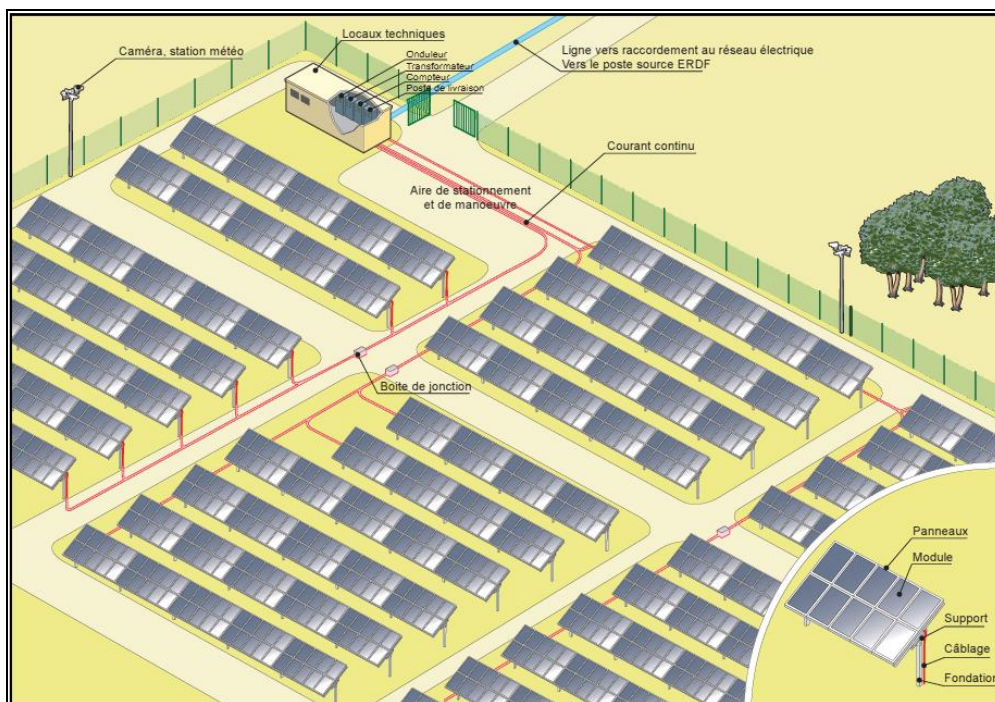 Caméra, station météo
Locaux techniques
Onduleur
Transformateur
Compteur
Poste de livraison
Ligne vers raccordement au réseau électrique
Vers le poste source ERDF
Courant continu
Aire de stationnement
et de manoeuvre
Boite de jonction
Panneaux
Module
Support
Câblage
Fondation